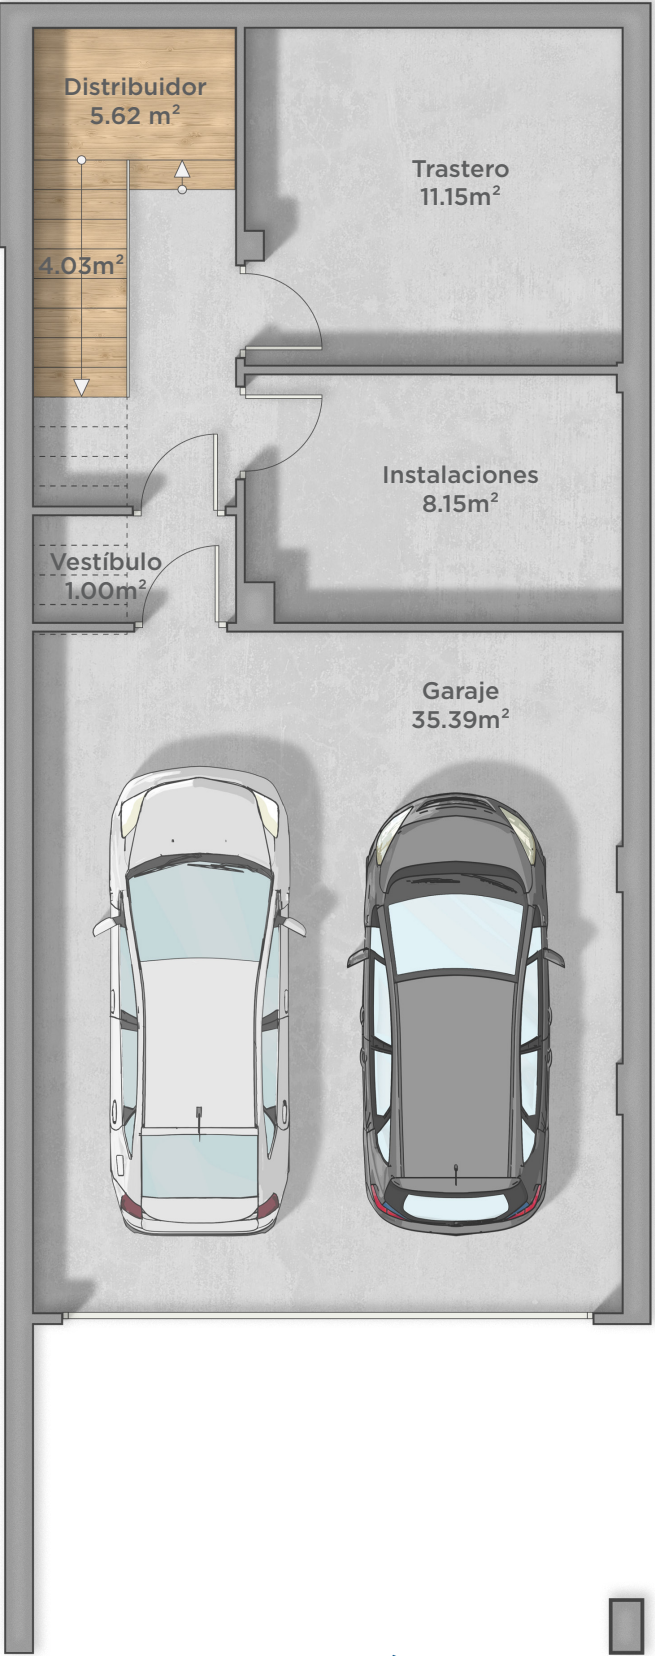 Distribuidor
5.62 m²
Trastero
11.15m²
4.03m²
Instalaciones
8.15m²
Vestíbulo
1.00m²
Garaje
35.39m²